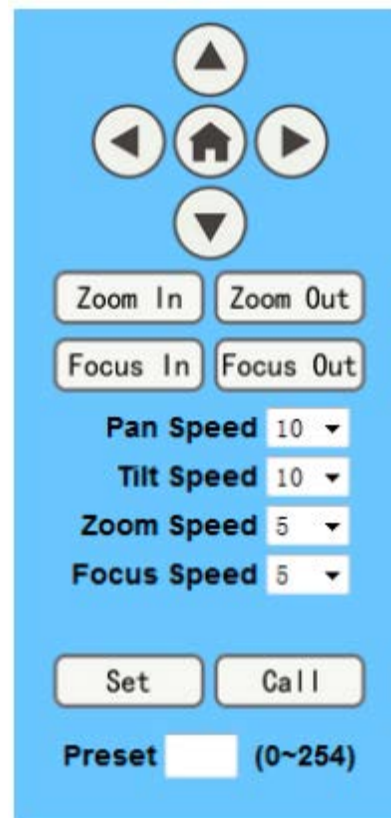 Zoom In Zoom Out
Focus In Focus Out
Pan Speed 10
Tilt Speed 10
Zoom Speed 5
Focus Speed 5
Set Call
Preset (0~254)